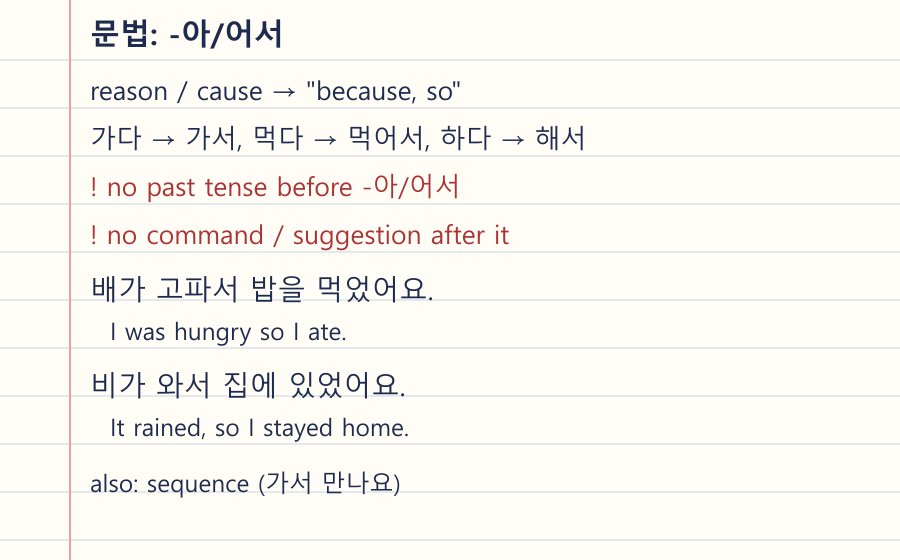 문법: -아/어서
reason / cause → "because, so"
가다 → 가서, 먹다 → 먹어서, 하다 → 해서
! no past tense before -아/어서
! no command / suggestion after it
배가 고파서 밥을 먹었어요.
I was hungry so I ate.
비가 와서 집에 있었어요.
It rained, so I stayed home.
also: sequence (가서 만나요)